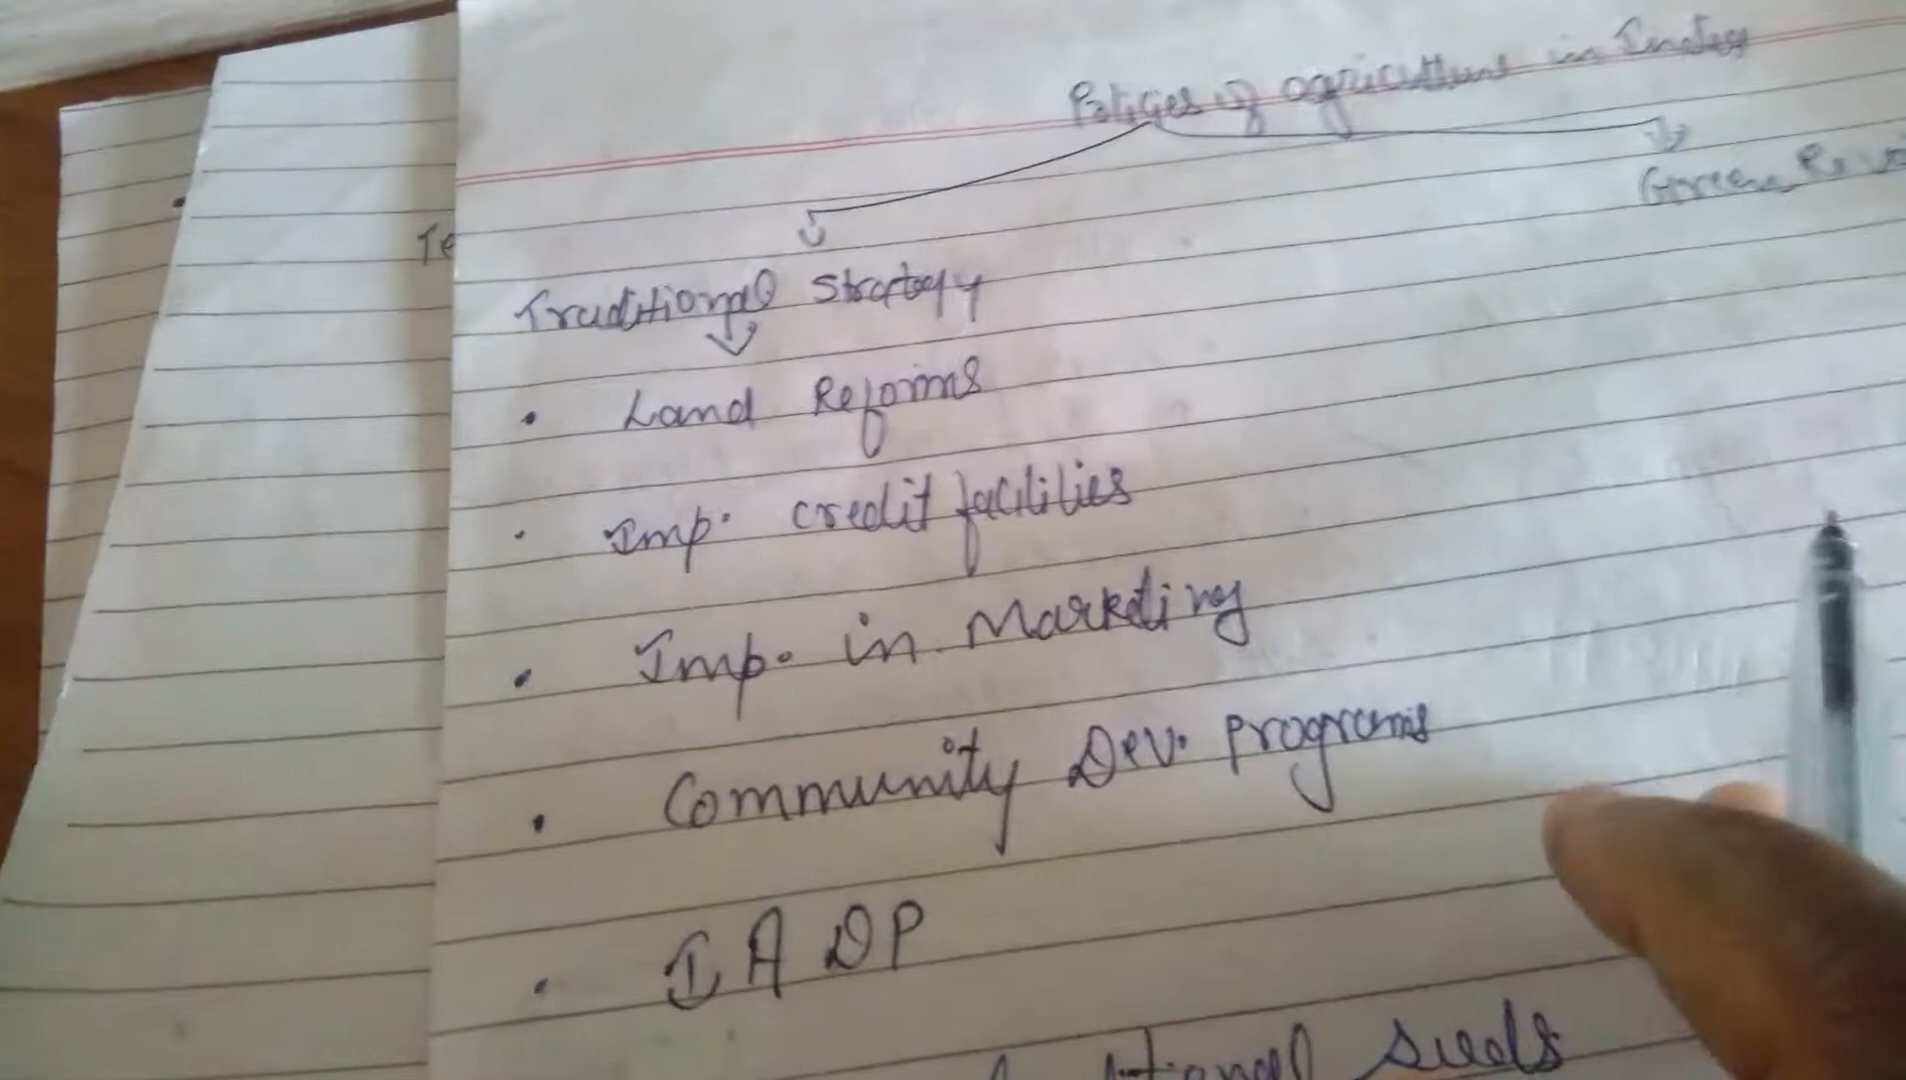 Policies of agriculture in India
Green
Traditional Strategy
• Land Reforms
• Imp. credit facilities
• Imp. in Marketing
• Community Dev. Programs
• IADP
seeds